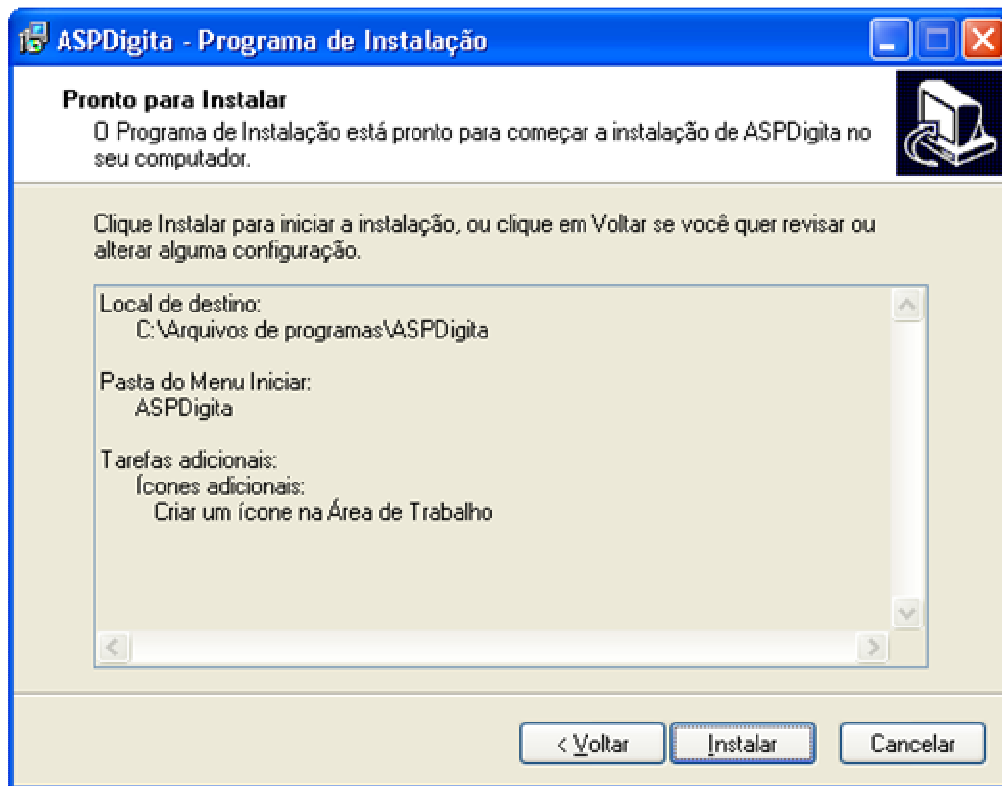 ASPDigita - Programa de Instalação
Pronto para Instalar
O Programa de Instalação está pronto para começar a instalação de ASPDigita no
seu computador.
Clique Instalar para iniciar a instalação, ou clique em Voltar se você quer revisar ou
alterar alguma configuração.
Local de destino:
C:\Arquivos de programas\ASPDigita
Pasta do Menu Iniciar:
ASPDigita
Tarefas adicionais:
Ícones adicionais:
Criar um ícone na Área de Trabalho
< Voltar
Instalar
Cancelar